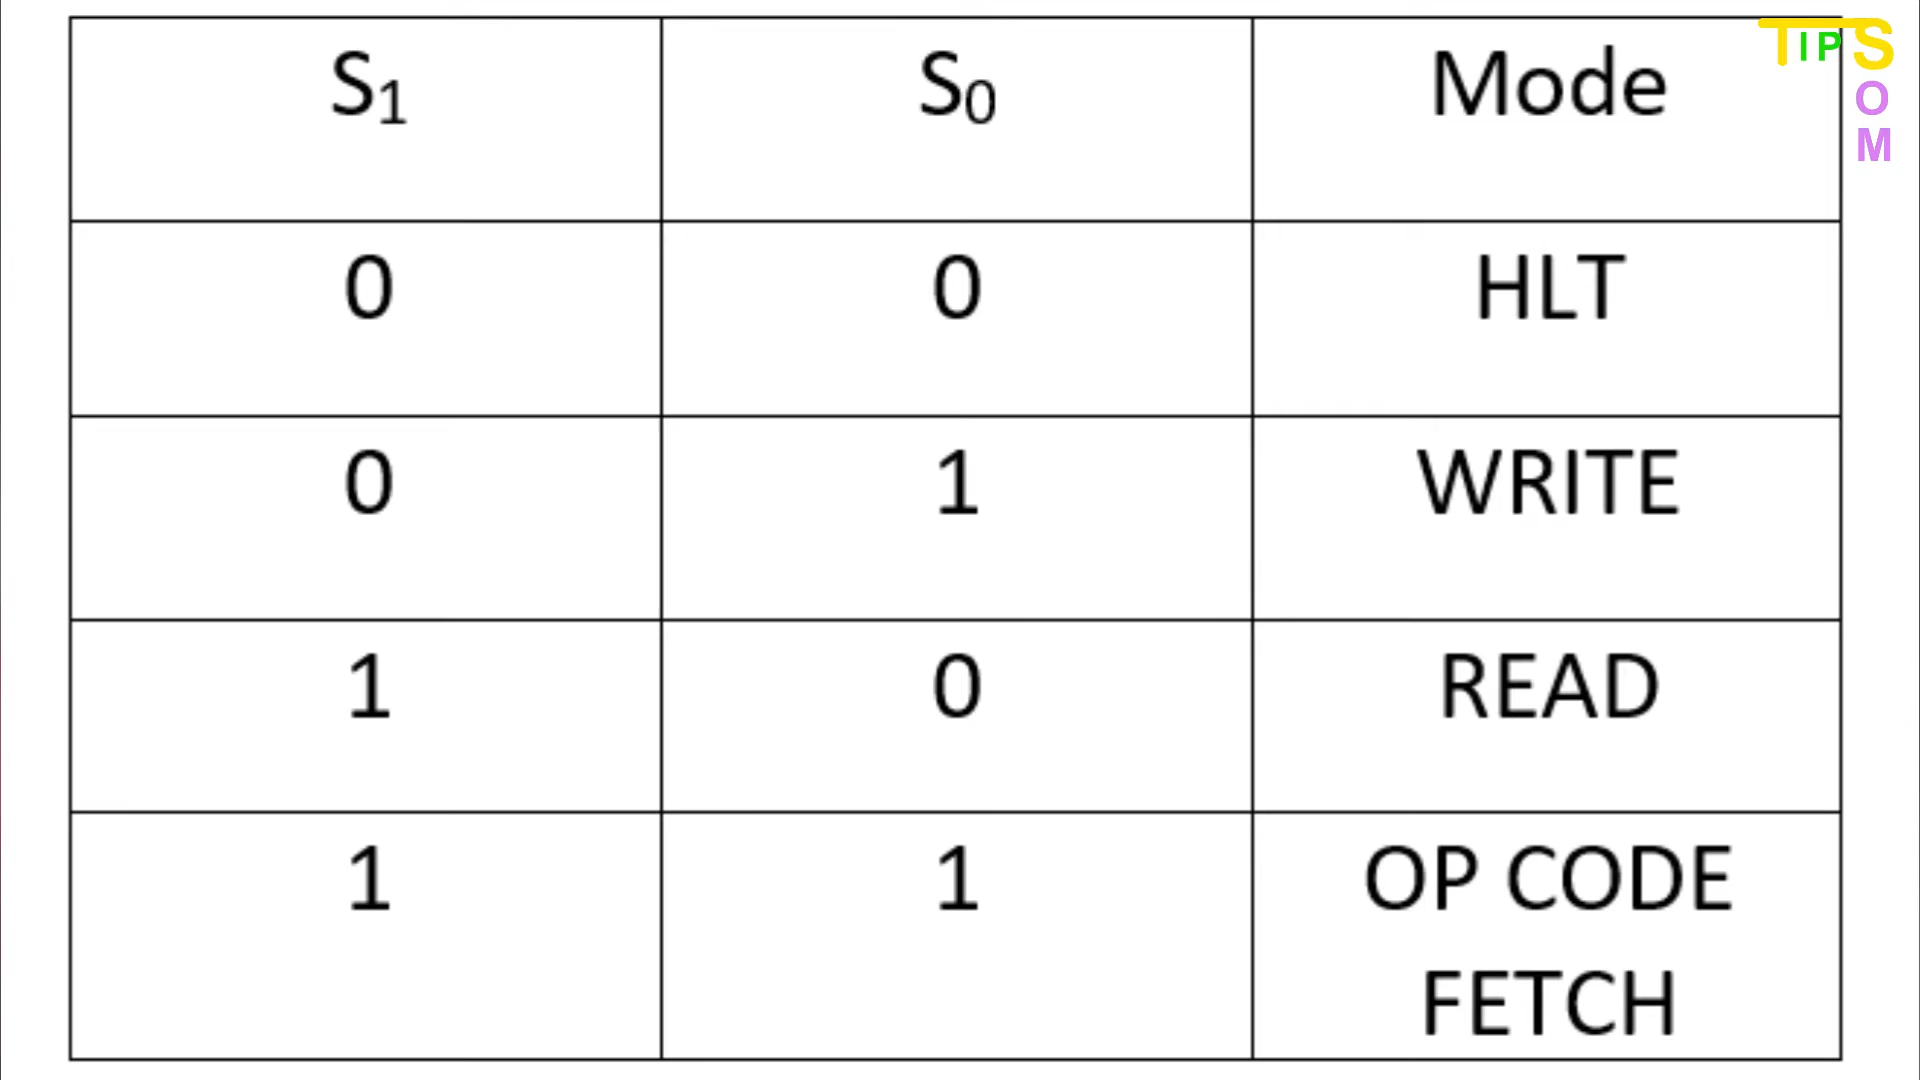 S₁ S₀ Mode
0 0 HLT
0 1 WRITE
1 0 READ
1 1 OP CODE
FETCH
TIPS
O
M